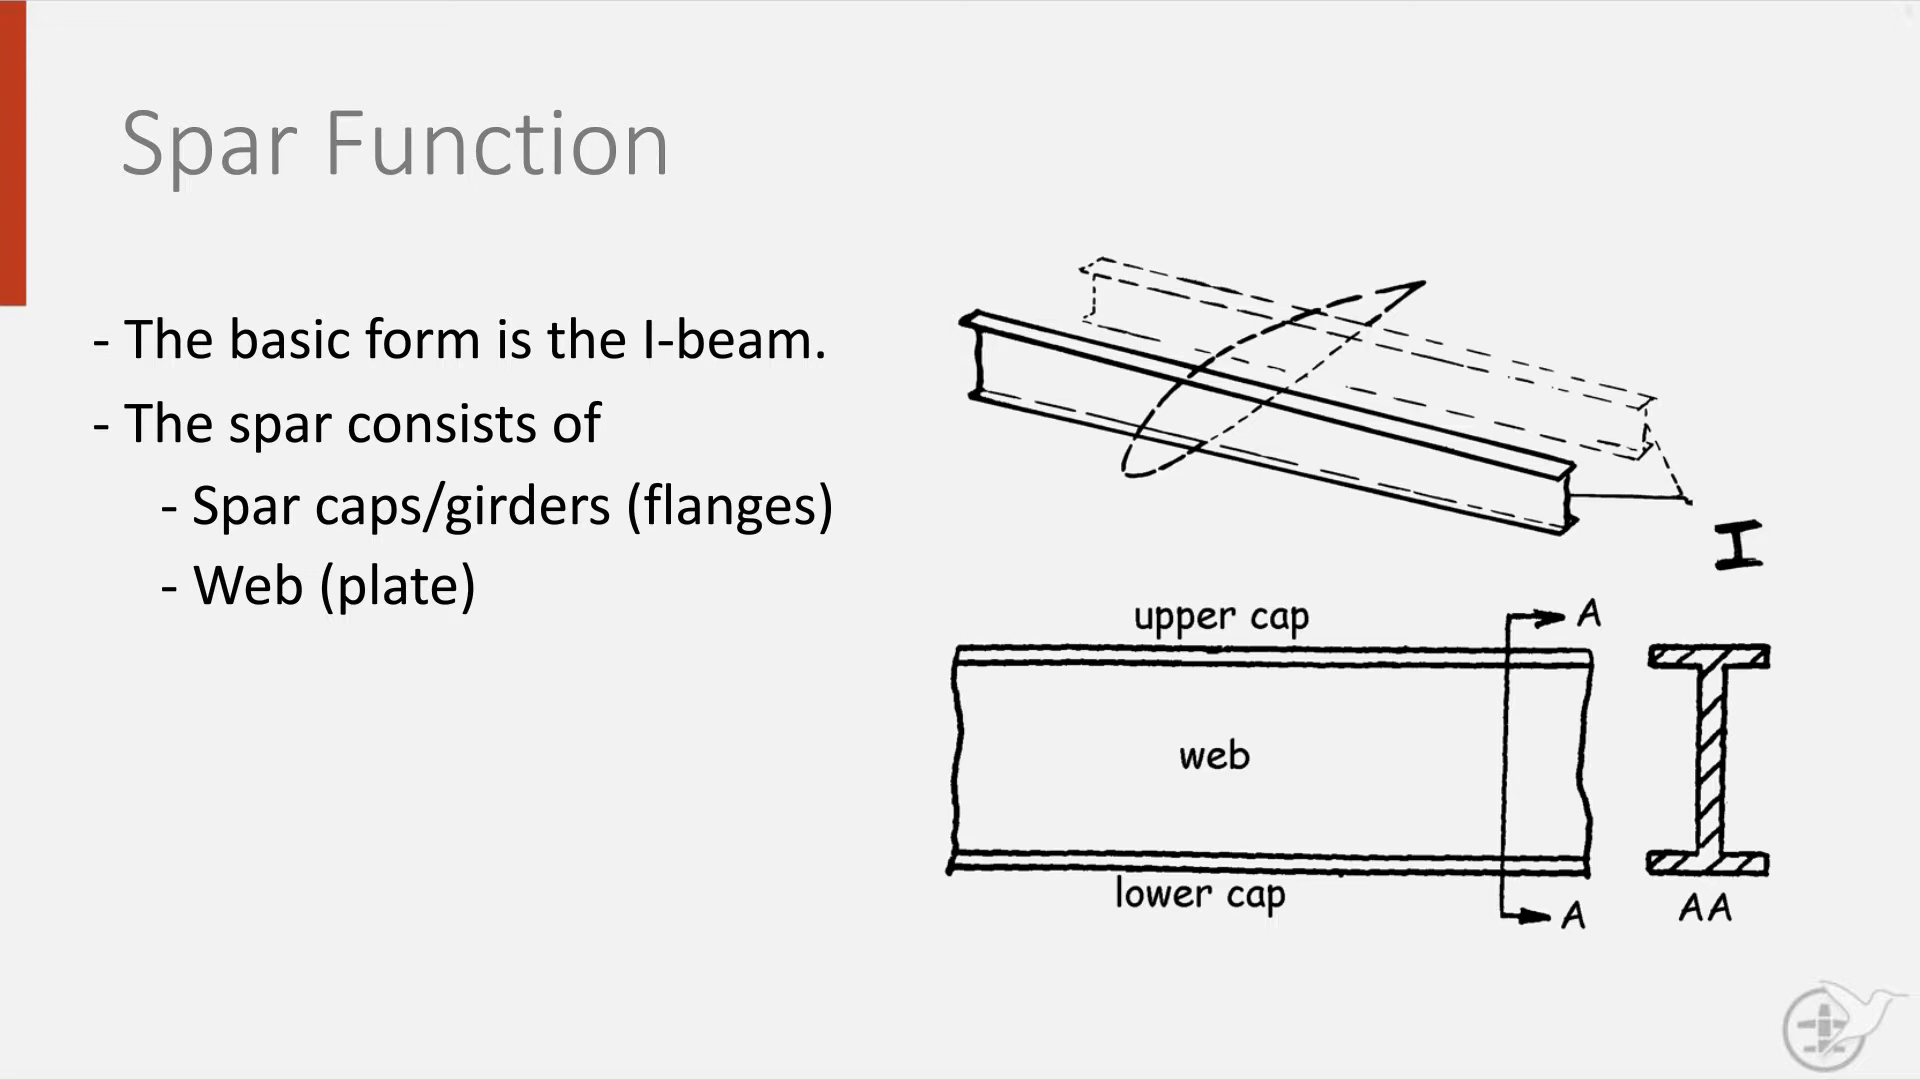 Spar Function
- The basic form is the I-beam.
- The spar consists of
- Spar caps/girders (flanges)
- Web (plate)
I
upper cap
A
web
lower cap
A
AA